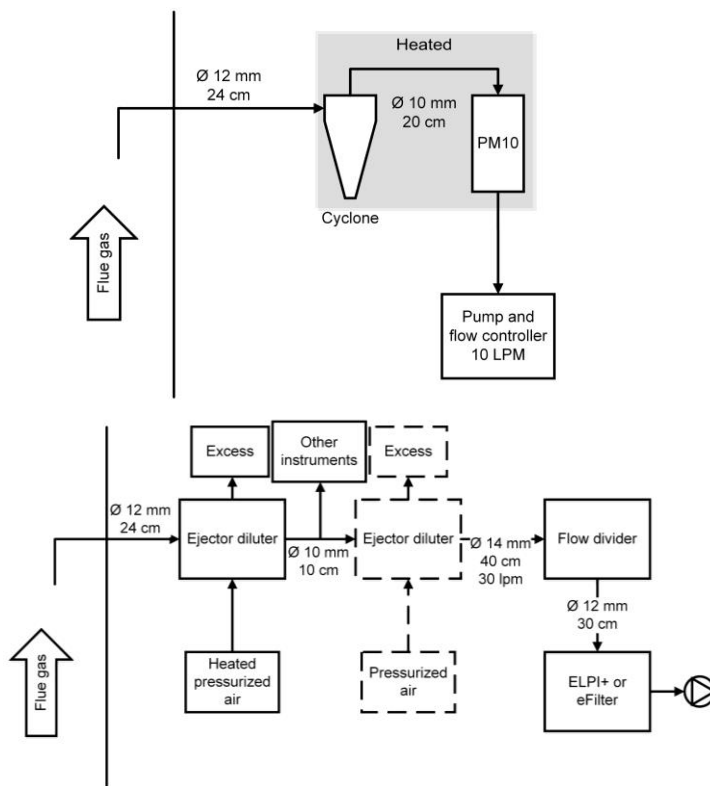 Heated
Ø 12 mm
24 cm
Ø 10 mm
20 cm
PM10
Cyclone
Flue gas
Pump and
flow controller
10 LPM
Excess
Other
instruments
Excess
Ø 12 mm
24 cm
Ejector diluter
Ø 10 mm
10 cm
Ejector diluter
Ø 14 mm
40 cm
30 lpm
Flow divider
Ø 12 mm
30 cm
Flue gas
Heated
pressurized
air
Pressurized
air
ELPI+ or
eFilter